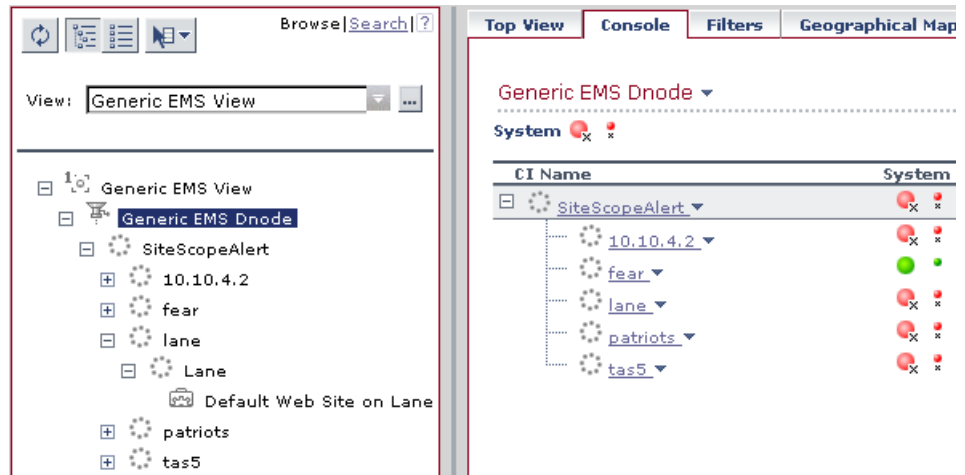 Browse|Search|?
View: Generic EMS View ...
Generic EMS View
Generic EMS Dnode
SiteScopeAlert
10.10.4.2
fear
lane
Lane
Default Web Site on Lane
patriots
tas5
Top View Console Filters Geographical Map
Generic EMS Dnode
System
CI Name System
SiteScopeAlert
10.10.4.2
fear
lane
patriots
tas5